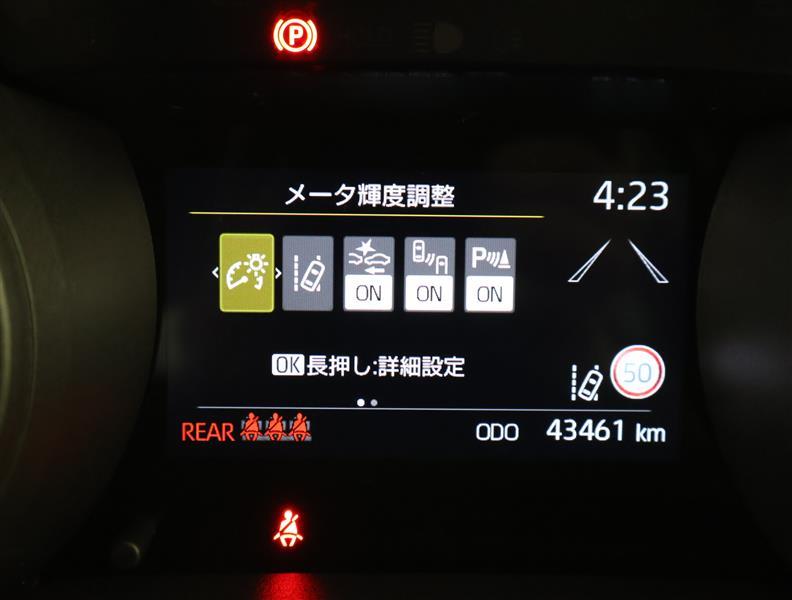 P
HOLD
メータ輝度調整 4:23
ON ON P ON
OK長押し:詳細設定
50
REAR ODO 43461 km